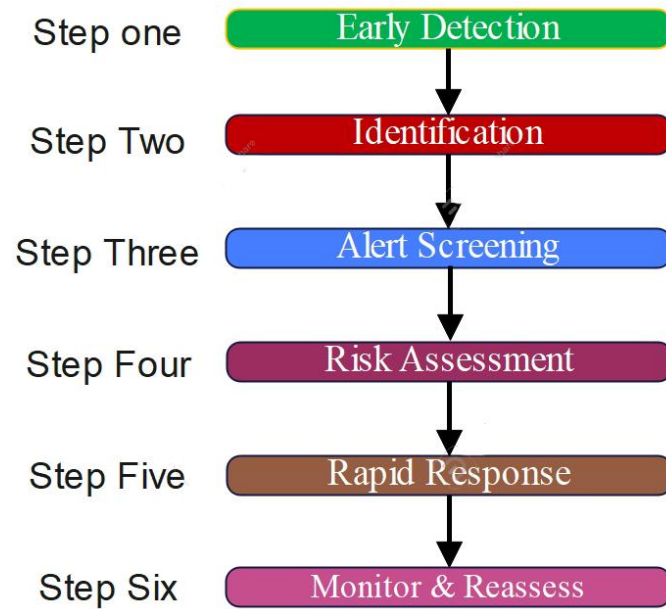 Step one
Early Detection
Step Two
Identification
Step Three
Alert Screening
Step Four
Risk Assessment
Step Five
Rapid Response
Step Six
Monitor & Reassess